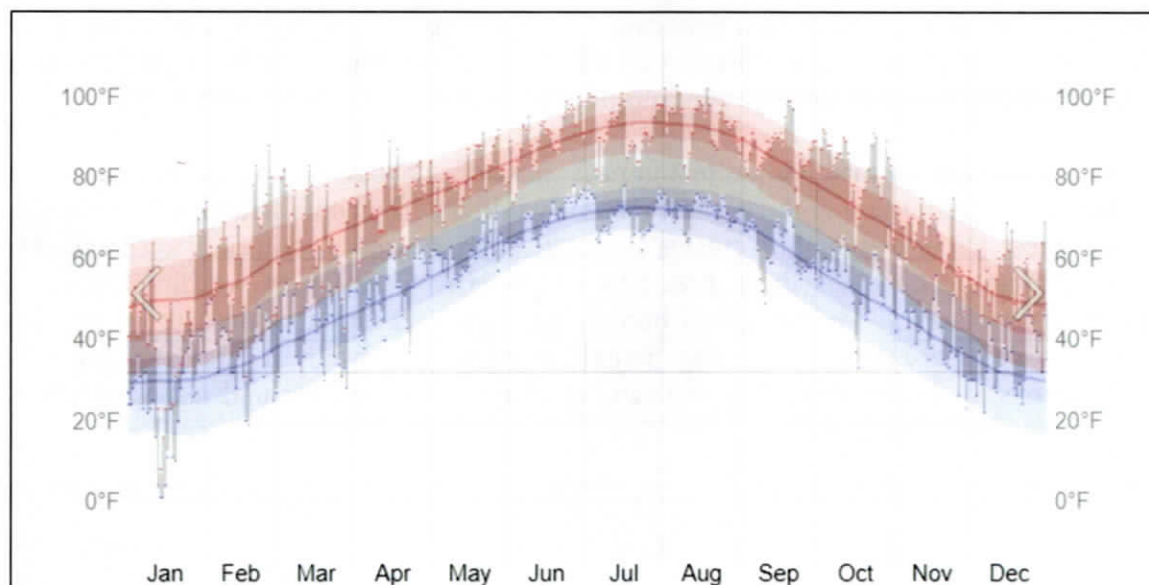 100°F 100°F
80°F 80°F
60°F 60°F
40°F 40°F
20°F 20°F
0°F 0°F
Jan Feb Mar Apr May Jun Jul Aug Sep Oct Nov Dec